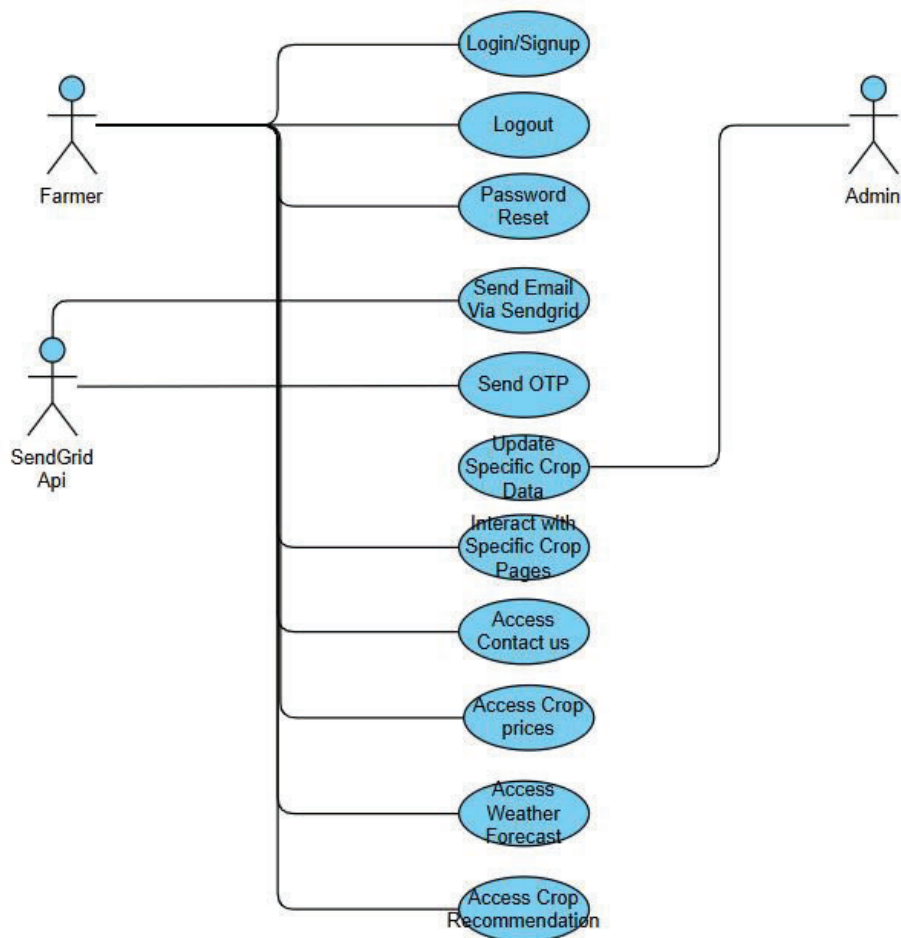 Login/Signup
Farmer
Logout
Admin
Password
Reset
Send Email
Via Sendgrid
SendGrid
Api
Send OTP
Update
Specific Crop
Data
Interact with
Specific Crop
Pages
Access
Contact us
Access Crop
prices
Access
Weather
Forecast
Access Crop
Recommendation